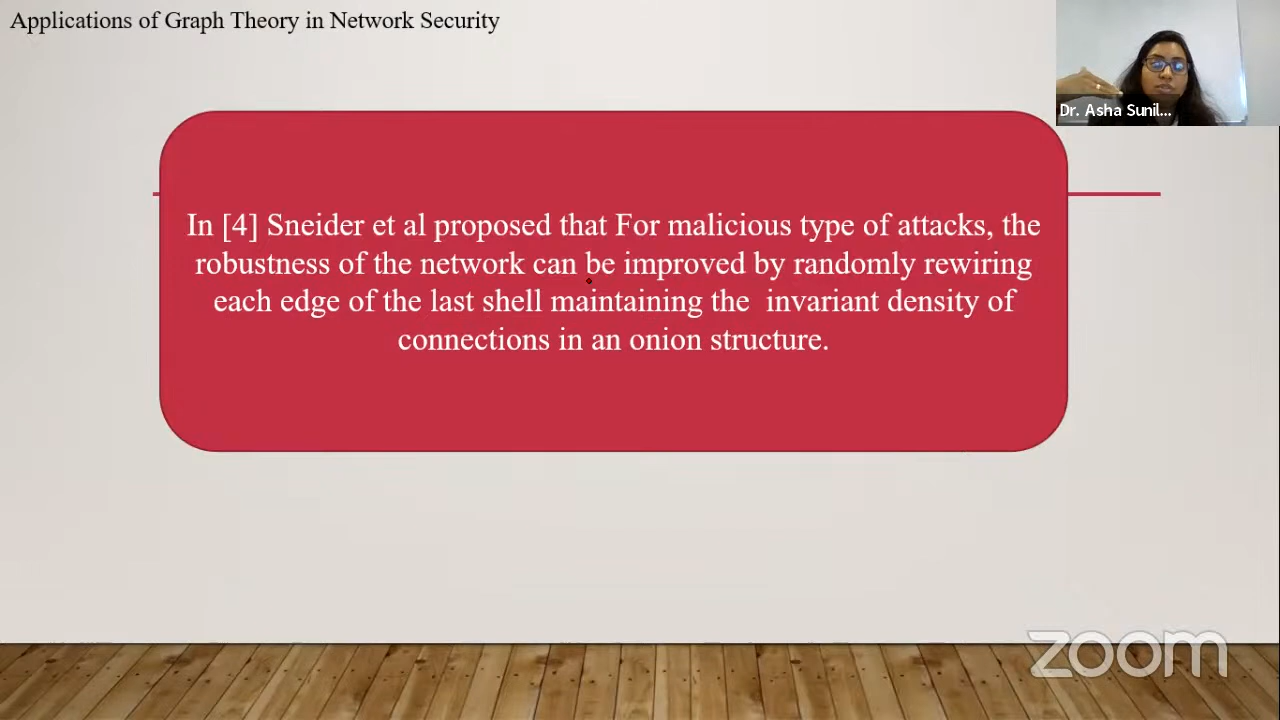 Applications of Graph Theory in Network Security
Dr. Asha Sunil...
In [4] Sneider et al proposed that For malicious type of attacks, the
robustness of the network can be improved by randomly rewiring
each edge of the last shell maintaining the invariant density of
connections in an onion structure.
zoom